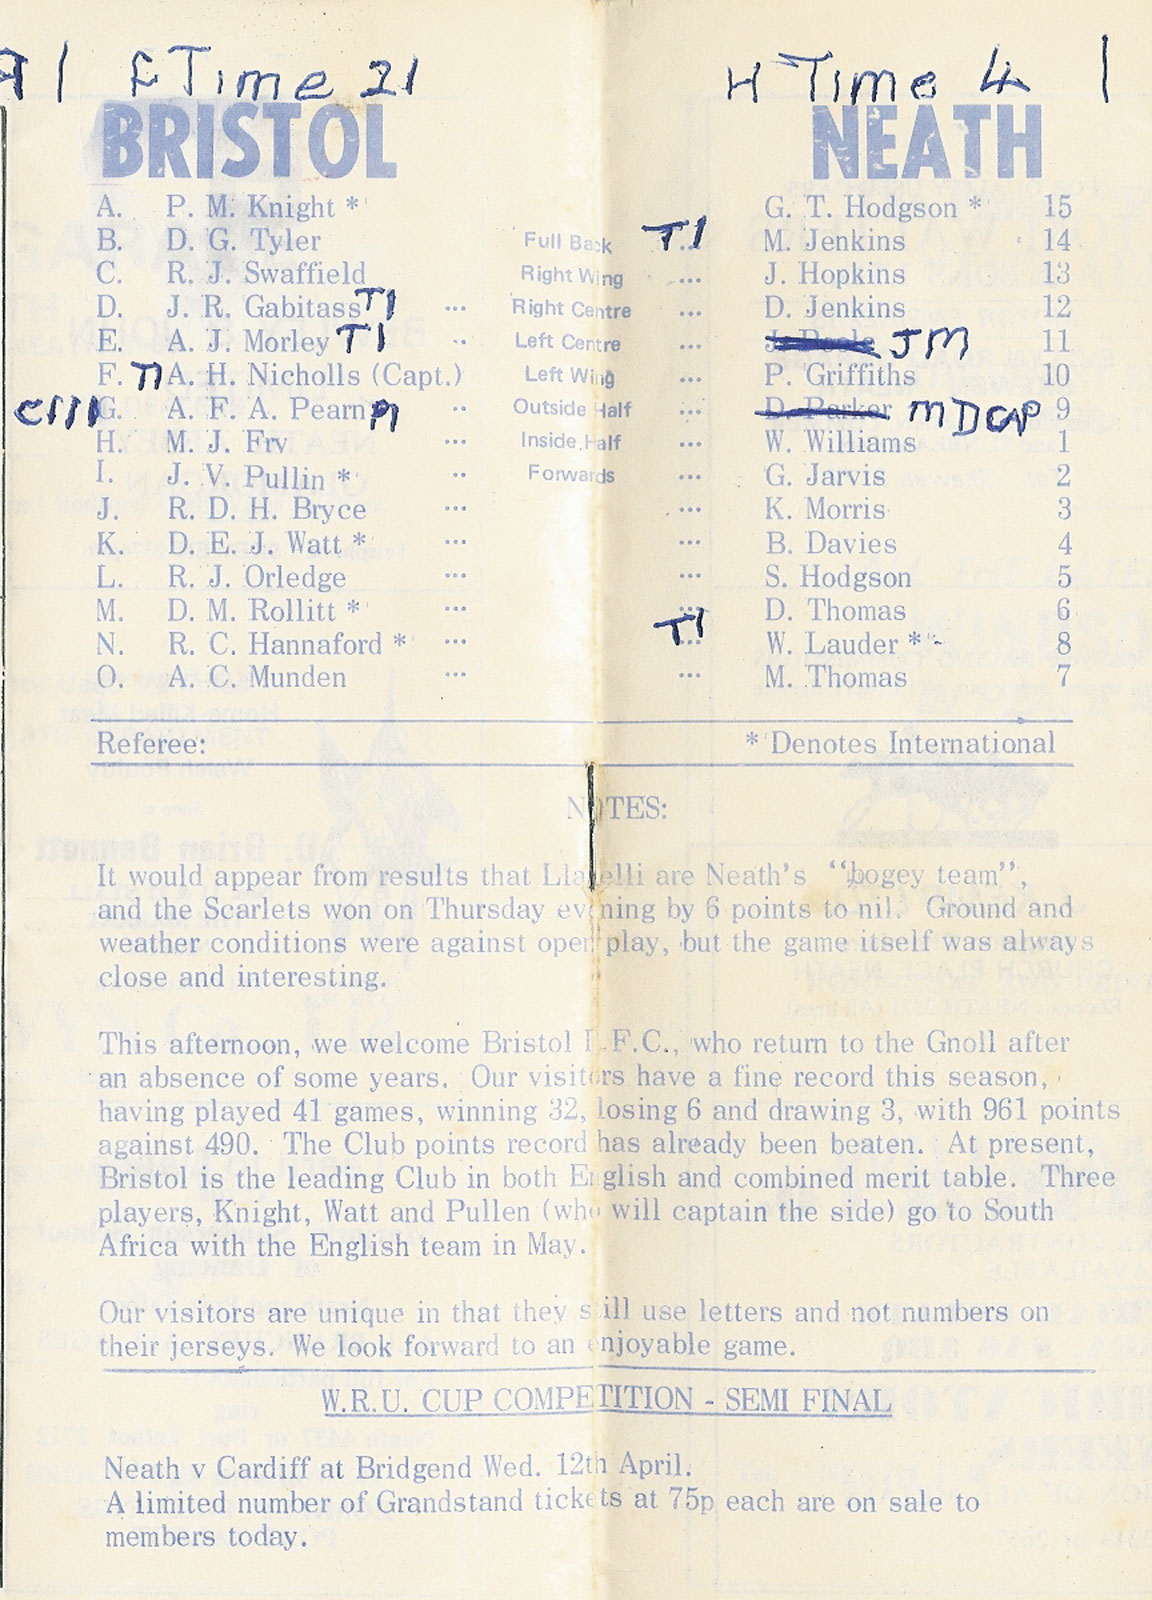 F Time 21 H Time 4
BRISTOL NEATH
A. P. M. Knight * G. T. Hodgson * 15
B. D. G. Tyler Full Back T1 ... M. Jenkins 14
C. R. J. Swaffield Right Wing ... J. Hopkins 13
D. J. R. Gabitass T1 ... Right Centre ... D. Jenkins 12
E. A. J. Morley T1 .. Left Centre ... JM 11
F. T1 A. H. Nicholls (Capt.) Left Wing ... P. Griffiths 10
C111 G. A. F. A. Pearn P1 .. Outside Half ... D. Parker M D CAP 9
H. M. J. Fry ... Inside Half ... W. Williams 1
I. J. V. Pullin * .. Forwards ... G. Jarvis 2
J. R. D. H. Bryce ... ... K. Morris 3
K. D. E. J. Watt * ... ... B. Davies 4
L. R. J. Orledge ... ... S. Hodgson 5
M. D. M. Rollitt * ... ... D. Thomas 6
N. R. C. Hannaford * ... T1 ... W. Lauder * 8
O. A. C. Munden ... ... M. Thomas 7
Referee: * Denotes International
NOTES:
It would appear from results that Llanelli are Neath's "bogey team",
and the Scarlets won on Thursday evening by 6 points to nil. Ground and
weather conditions were against open play, but the game itself was always
close and interesting.
This afternoon, we welcome Bristol R.F.C., who return to the Gnoll after
an absence of some years. Our visitors have a fine record this season,
having played 41 games, winning 32, losing 6 and drawing 3, with 961 points
against 490. The Club points record has already been beaten. At present,
Bristol is the leading Club in both English and combined merit table. Three
players, Knight, Watt and Pullen (who will captain the side) go to South
Africa with the English team in May.
Our visitors are unique in that they still use letters and not numbers on
their jerseys. We look forward to an enjoyable game.
W.R.U. CUP COMPETITION - SEMI FINAL
Neath v Cardiff at Bridgend Wed. 12th April.
A limited number of Grandstand tickets at 75p each are on sale to
members today.